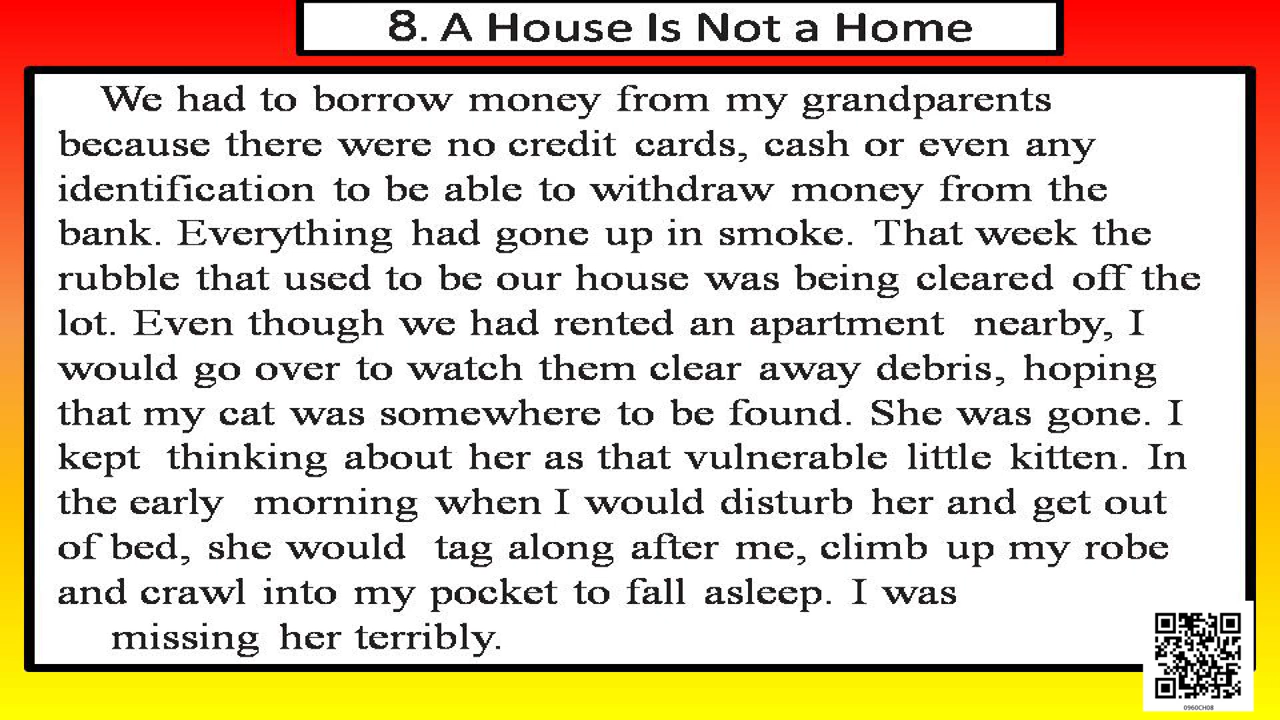 8. A House Is Not a Home
We had to borrow money from my grandparents
because there were no credit cards, cash or even any
identification to be able to withdraw money from the
bank. Everything had gone up in smoke. That week the
rubble that used to be our house was being cleared off the
lot. Even though we had rented an apartment nearby, I
would go over to watch them clear away debris, hoping
that my cat was somewhere to be found. She was gone. I
kept thinking about her as that vulnerable little kitten. In
the early morning when I would disturb her and get out
of bed, she would tag along after me, climb up my robe
and crawl into my pocket to fall asleep. I was
missing her terribly.
0960CH08